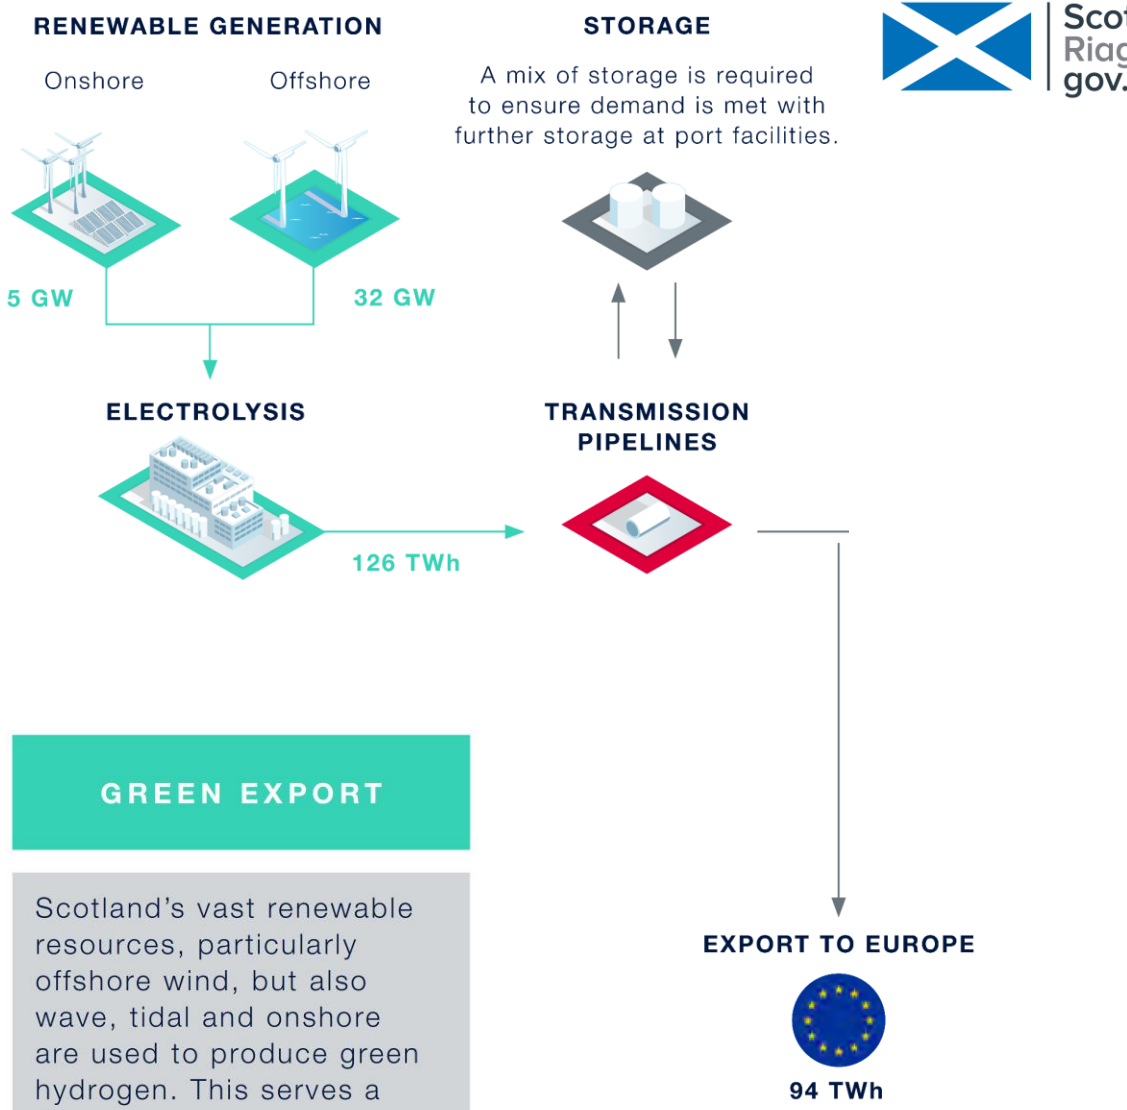 RENEWABLE GENERATION
Onshore
Offshore
5 GW
32 GW
STORAGE
A mix of storage is required
to ensure demand is met with
further storage at port facilities.
ELECTROLYSIS
126 TWh
TRANSMISSION
PIPELINES
GREEN EXPORT
Scotland's vast renewable
resources, particularly
offshore wind, but also
wave, tidal and onshore
are used to produce green
hydrogen. This serves a
EXPORT TO EUROPE
94 TWh
Scot
Riag
gov.